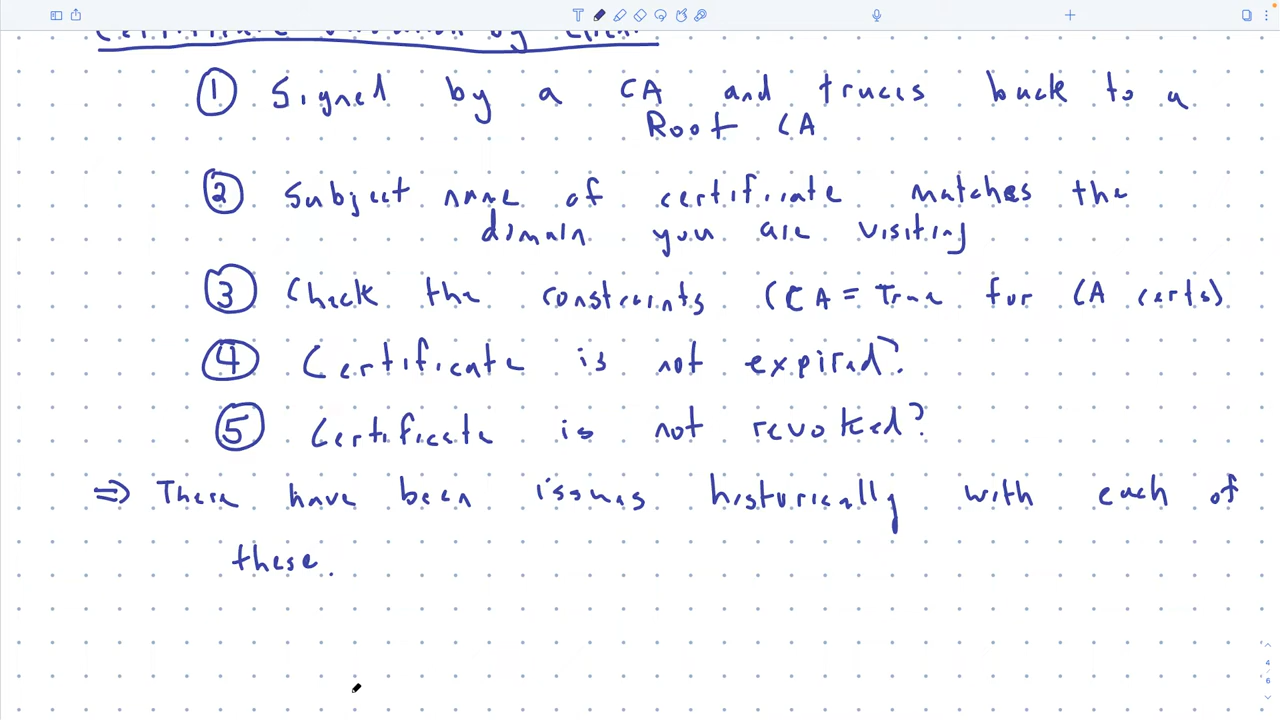 ① Signed by a CA and traces back to a
Root CA
② Subject name of certificate matches the
domain you are visiting
③ Check the constraints (CA = True for CA certs)
④ Certificate is not expired?
⑤ Certificate is not revoked?
⇒ There have been issues historically with each of
these.
4
6